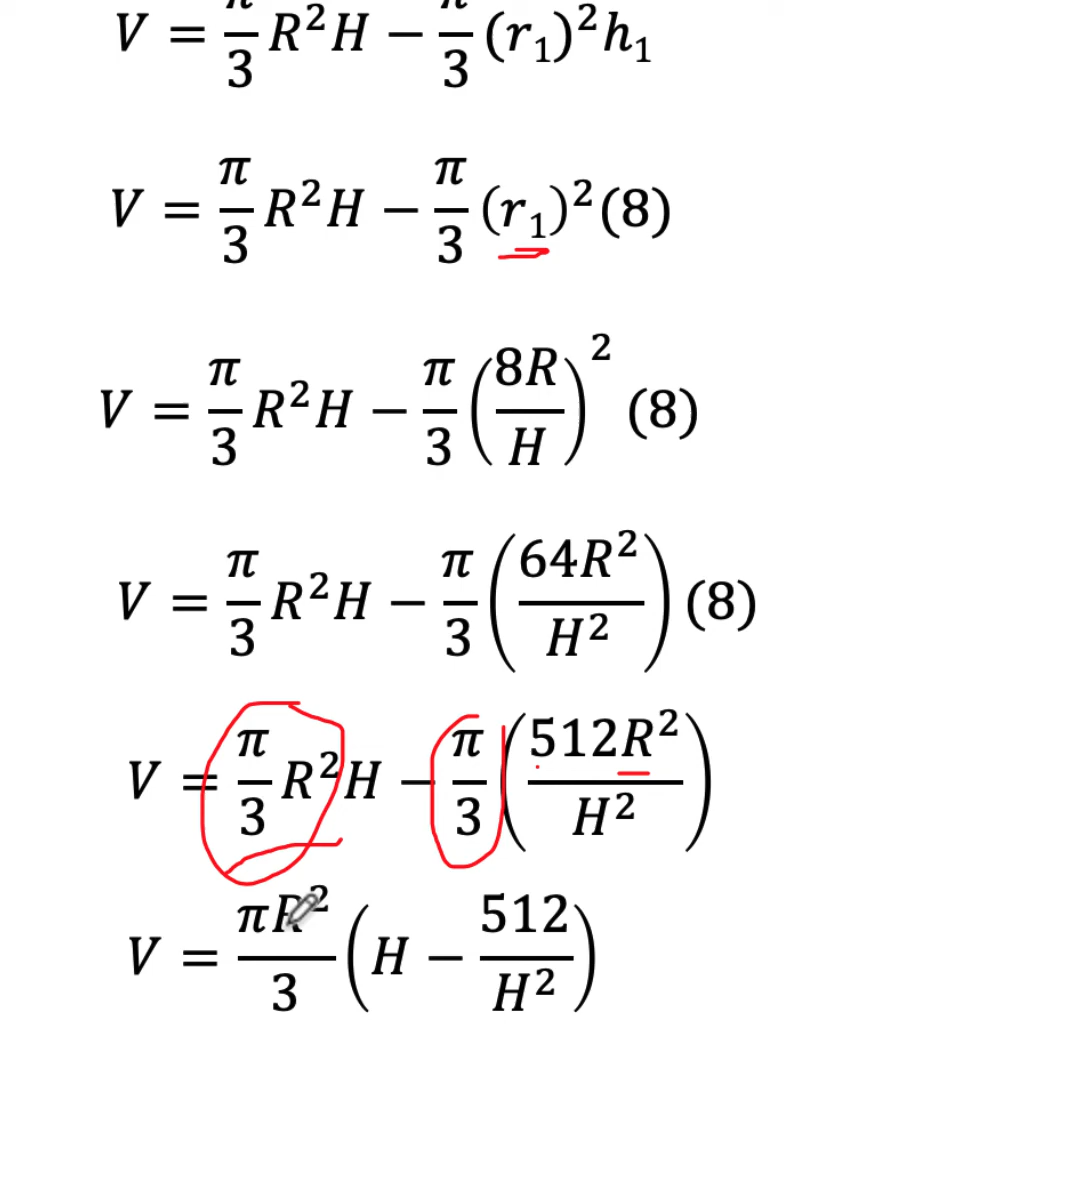 V = π/3 R²H − π/3 (r₁)²h₁
V = π/3 R²H − π/3 (r₁)²(8)
V = π/3 R²H − π/3 (8R/H)² (8)
V = π/3 R²H − π/3 (64R²/H²) (8)
V = π/3 R²H − π/3 (512R²/H²)
V = πR²/3 (H − 512/H²)